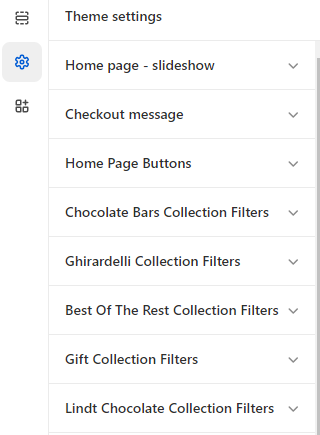 Theme settings
Home page - slideshow
Checkout message
Home Page Buttons
Chocolate Bars Collection Filters
Ghirardelli Collection Filters
Best Of The Rest Collection Filters
Gift Collection Filters
Lindt Chocolate Collection Filters